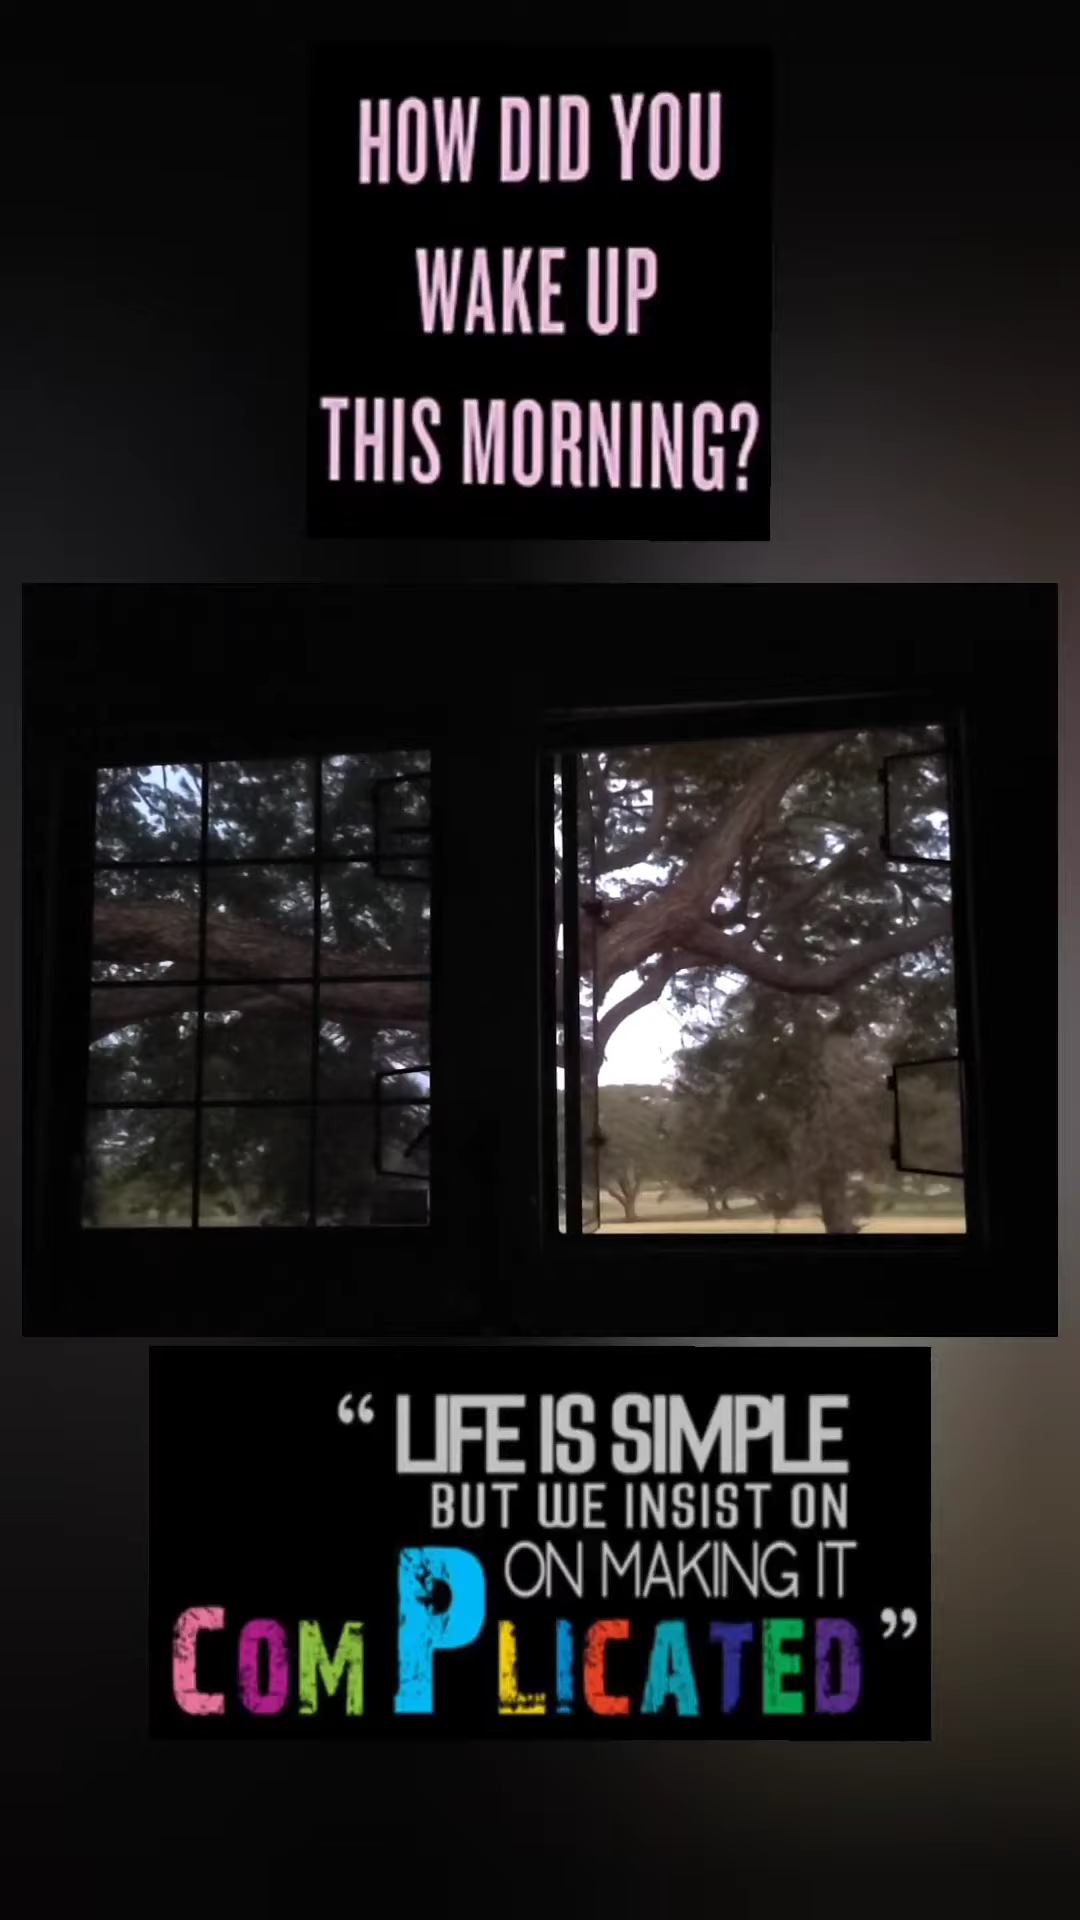 HOW DID YOU
WAKE UP
THIS MORNING?
“ LIFE IS SIMPLE
BUT WE INSIST ON
ON MAKING IT
COMPLICATED ”